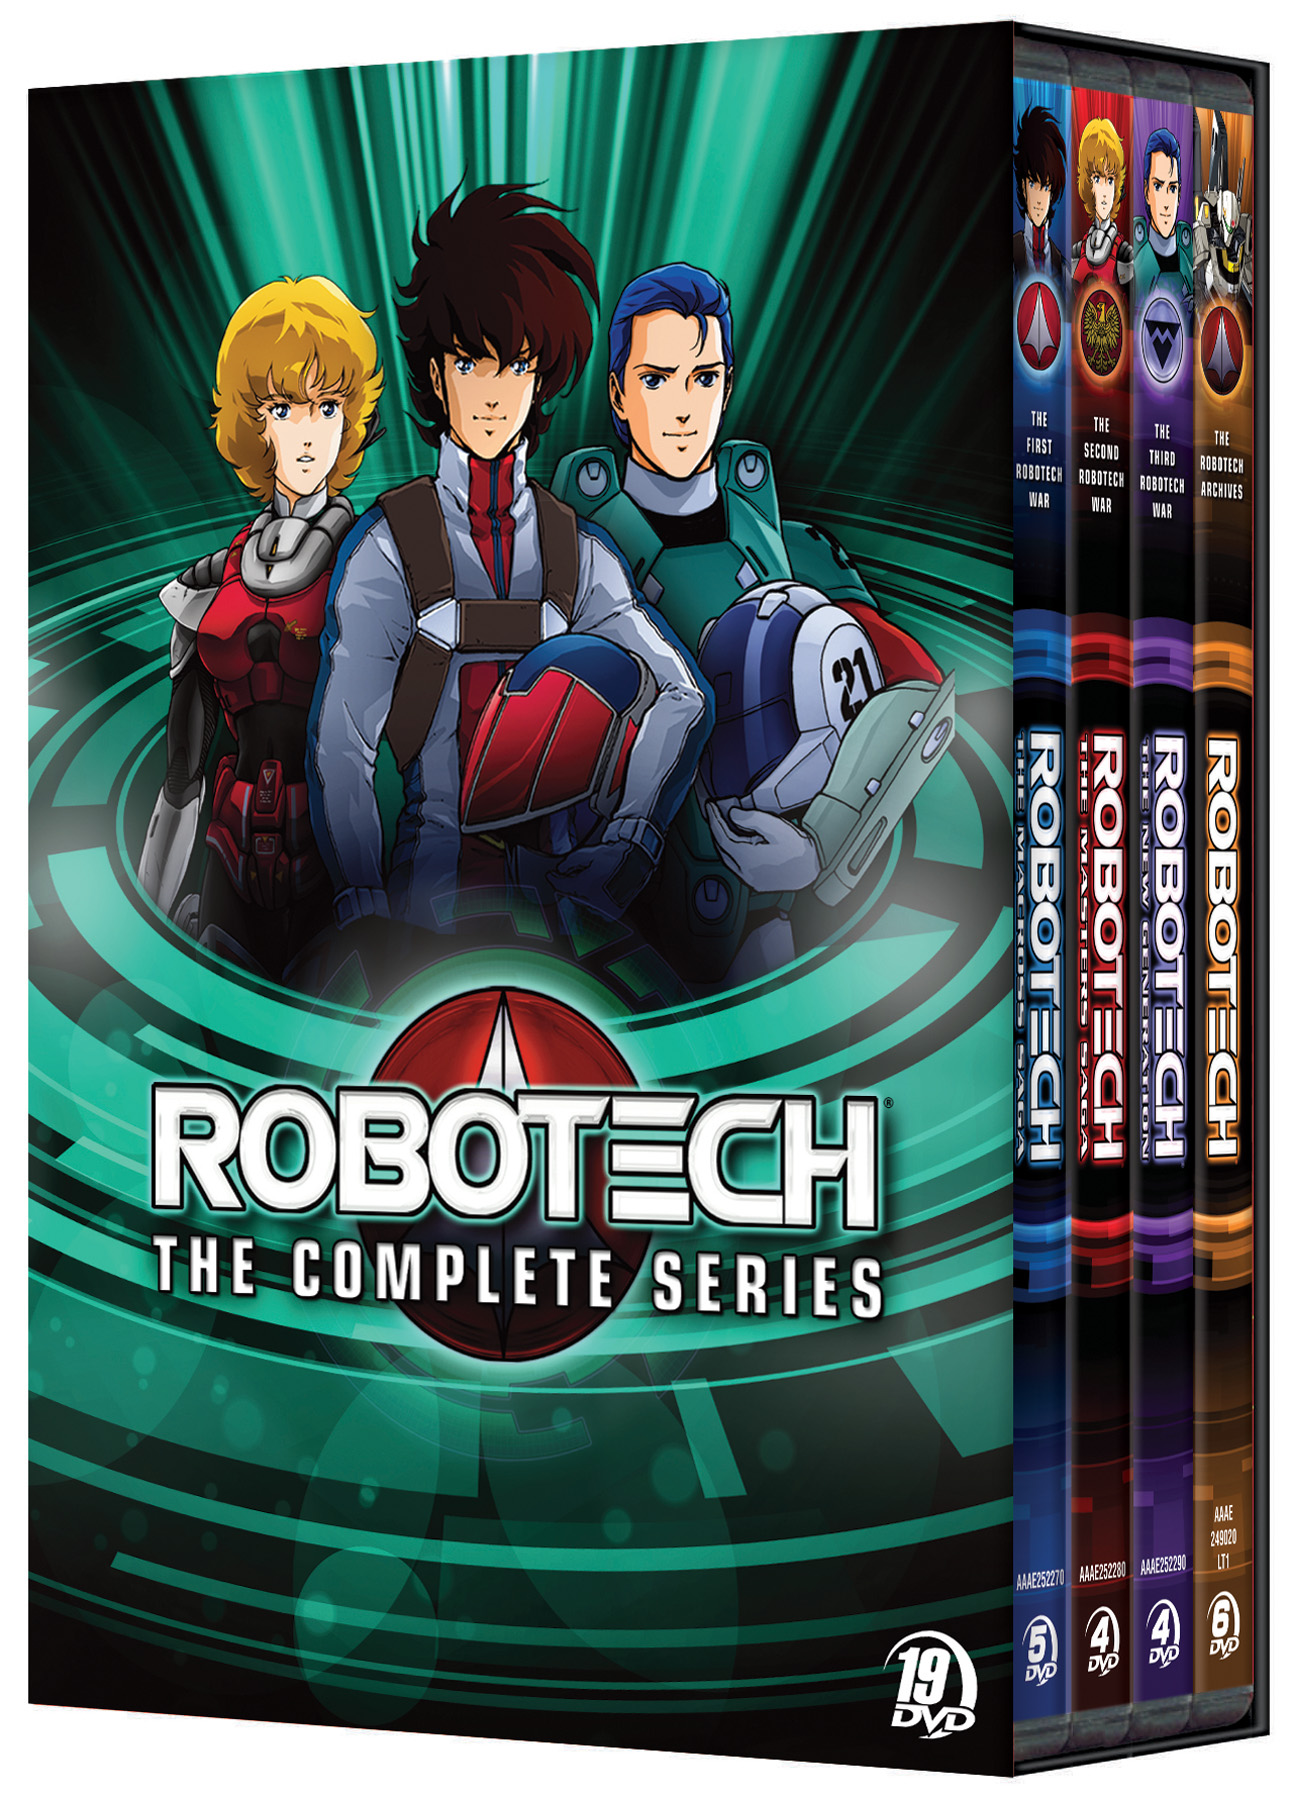 21
ROBOTECH®
THE COMPLETE SERIES
19
DVD
THE
FIRST
ROBOTECH
WAR
ROBOTECH
THE MACROSS SAGA
AAAE252270
5
DVD
THE
SECOND
ROBOTECH
WAR
ROBOTECH
THE MASTERS SAGA
AAAE252280
4
DVD
THE
THIRD
ROBOTECH
WAR
ROBOTECH
THE NEW GENERATION
AAAE252290
4
DVD
THE
ROBOTECH
ARCHIVES
ROBOTECH
AAAE
249020
LT1
6
DVD